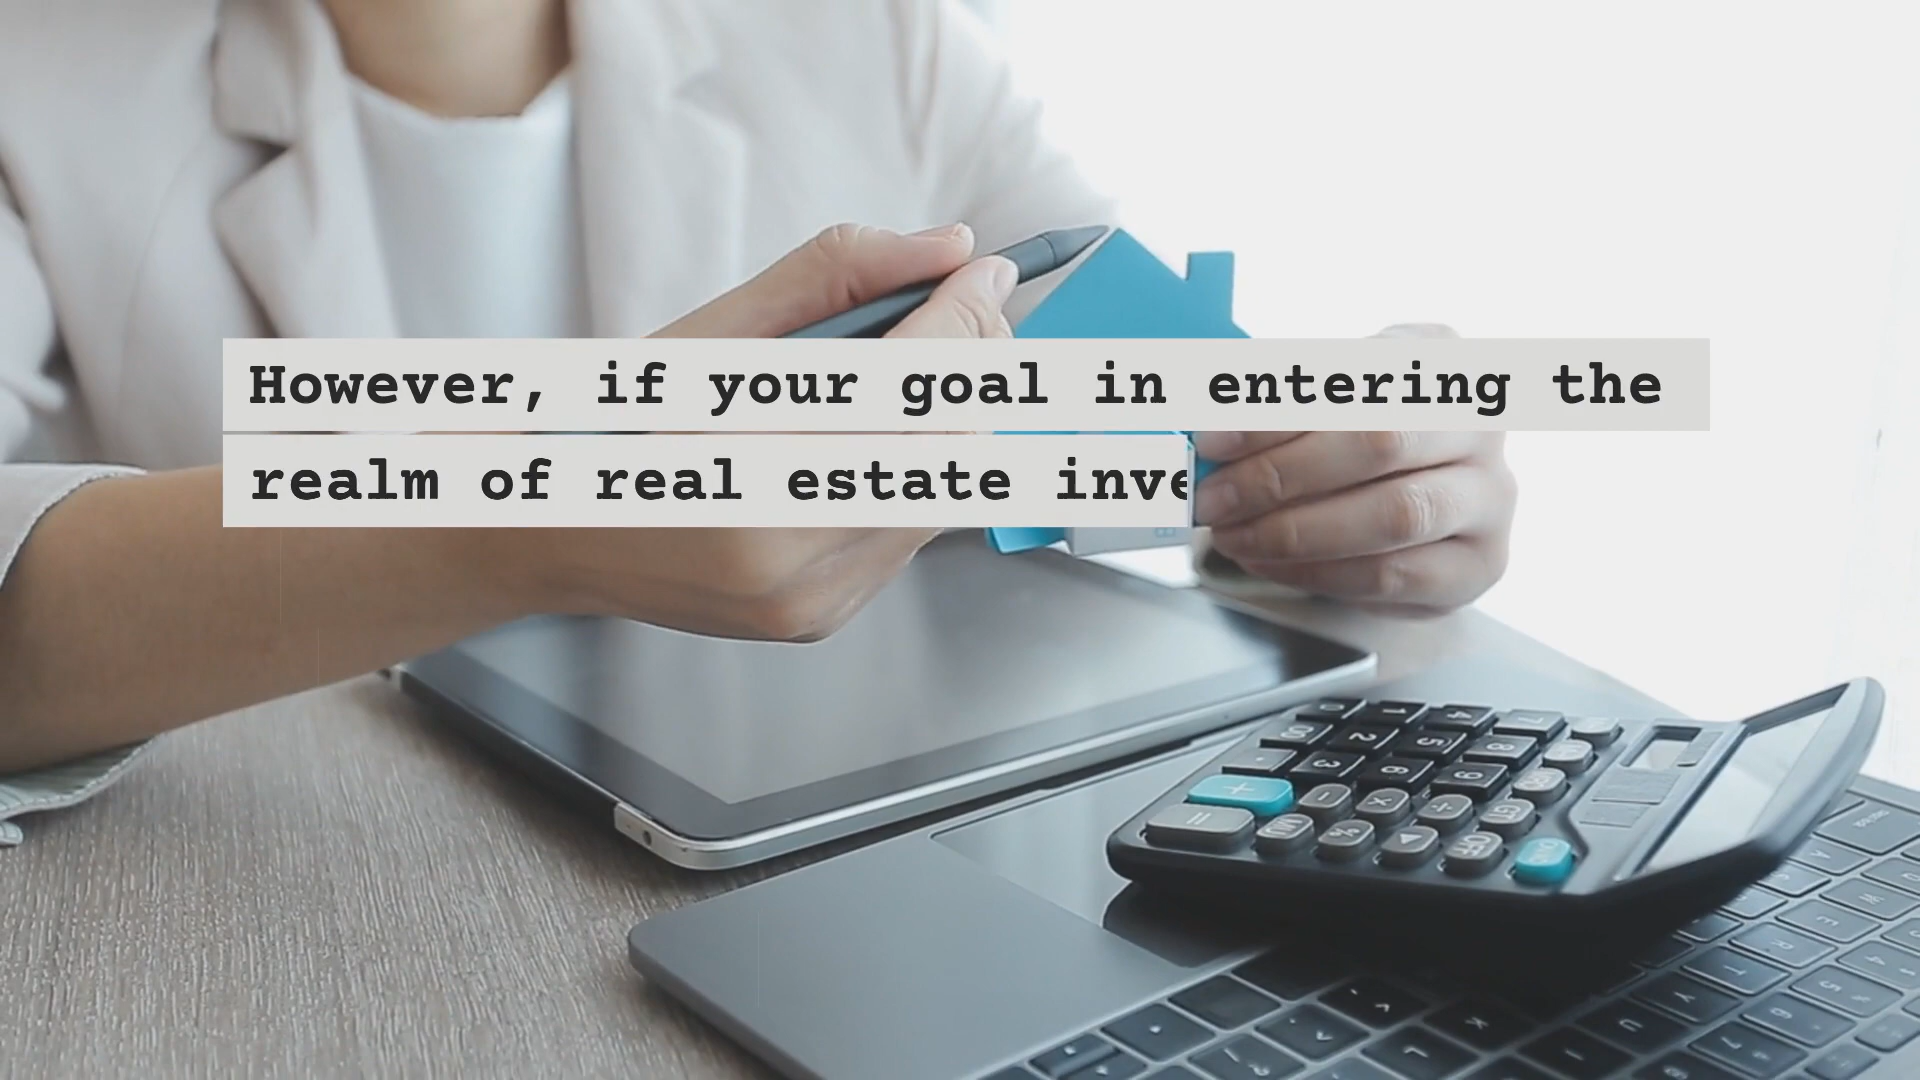 However, if your goal in entering the
realm of real estate inve